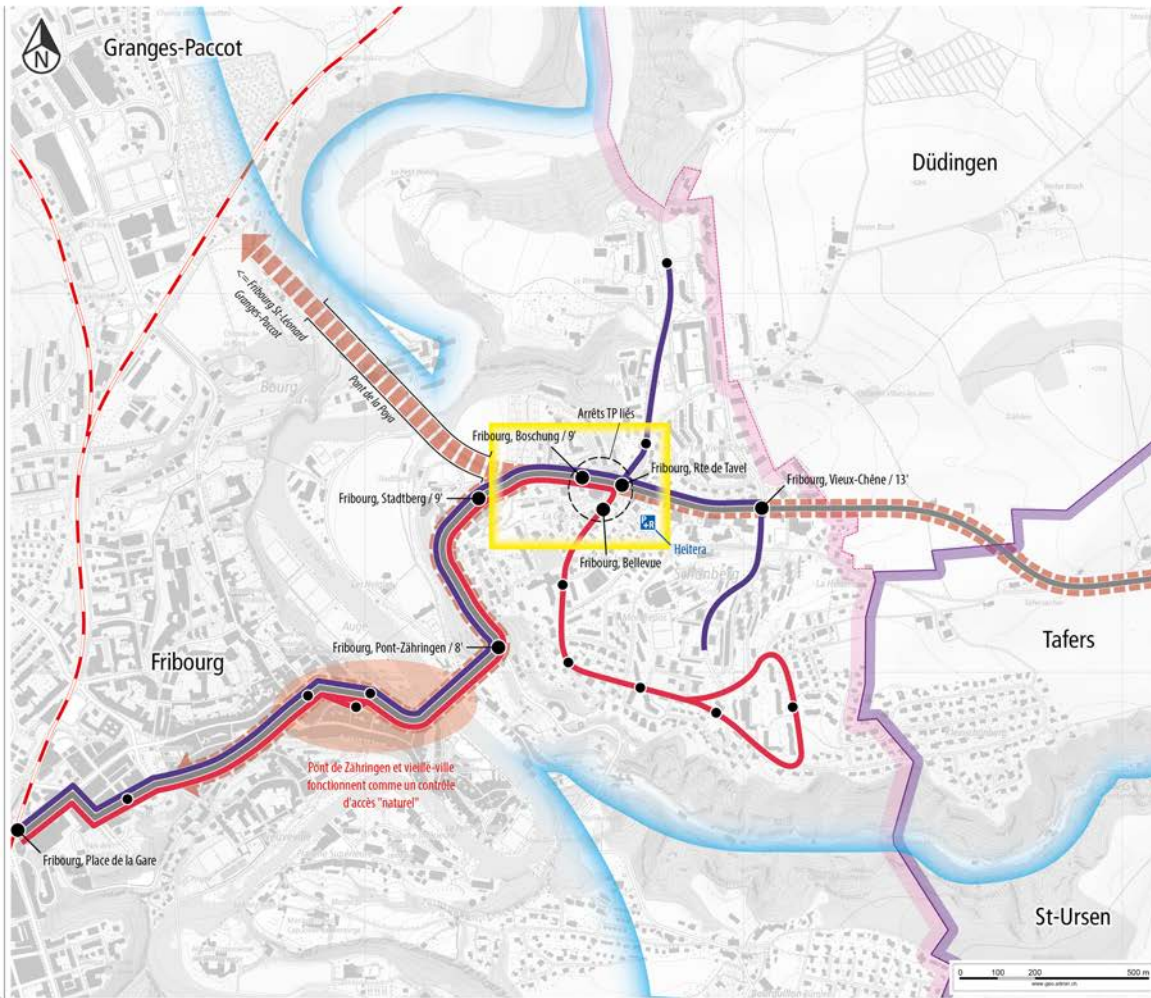 Granges-Paccot
N
Düdingen
<= Fribourg St-Léonard
Granges-Paccot
Bourg
Pont de la Poya
Arrêts TP liés
Fribourg, Boschung / 9'
Fribourg, Rte de Tavel
Fribourg, Stadtberg / 9'
Fribourg, Vieux-Chêne / 13'
P+R
Heitera
Fribourg, Bellevue
Schönberg
Auge
Fribourg
Fribourg, Pont-Zähringen / 8'
Tafers
Pont de Zähringen et vieille-ville
fonctionnent comme un contrôle
d'accès "naturel"
Fribourg, Place de la Gare
St-Ursen
0 100 200 500 m